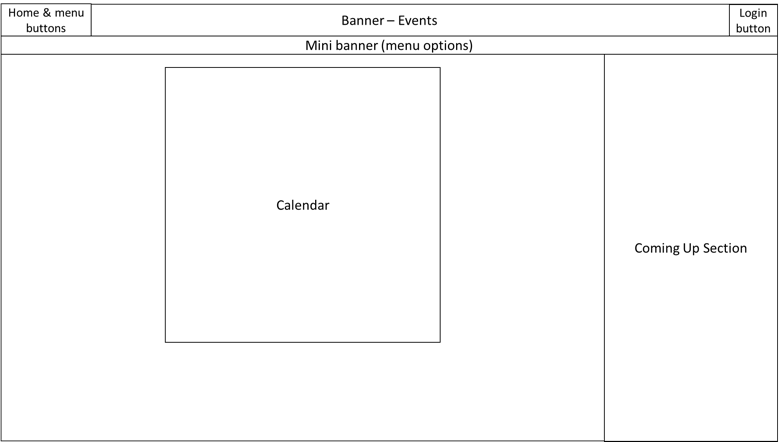 Home & menu
buttons
Banner – Events
Login
button
Mini banner (menu options)
Calendar
Coming Up Section